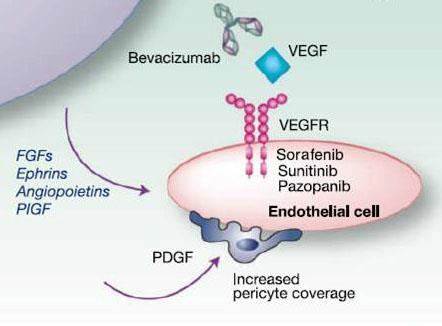 Bevacizumab
VEGF
VEGFR
FGFs
Ephrins
Angiopoietins
PlGF
Sorafenib
Sunitinib
Pazopanib
Endothelial cell
PDGF
Increased
pericyte coverage